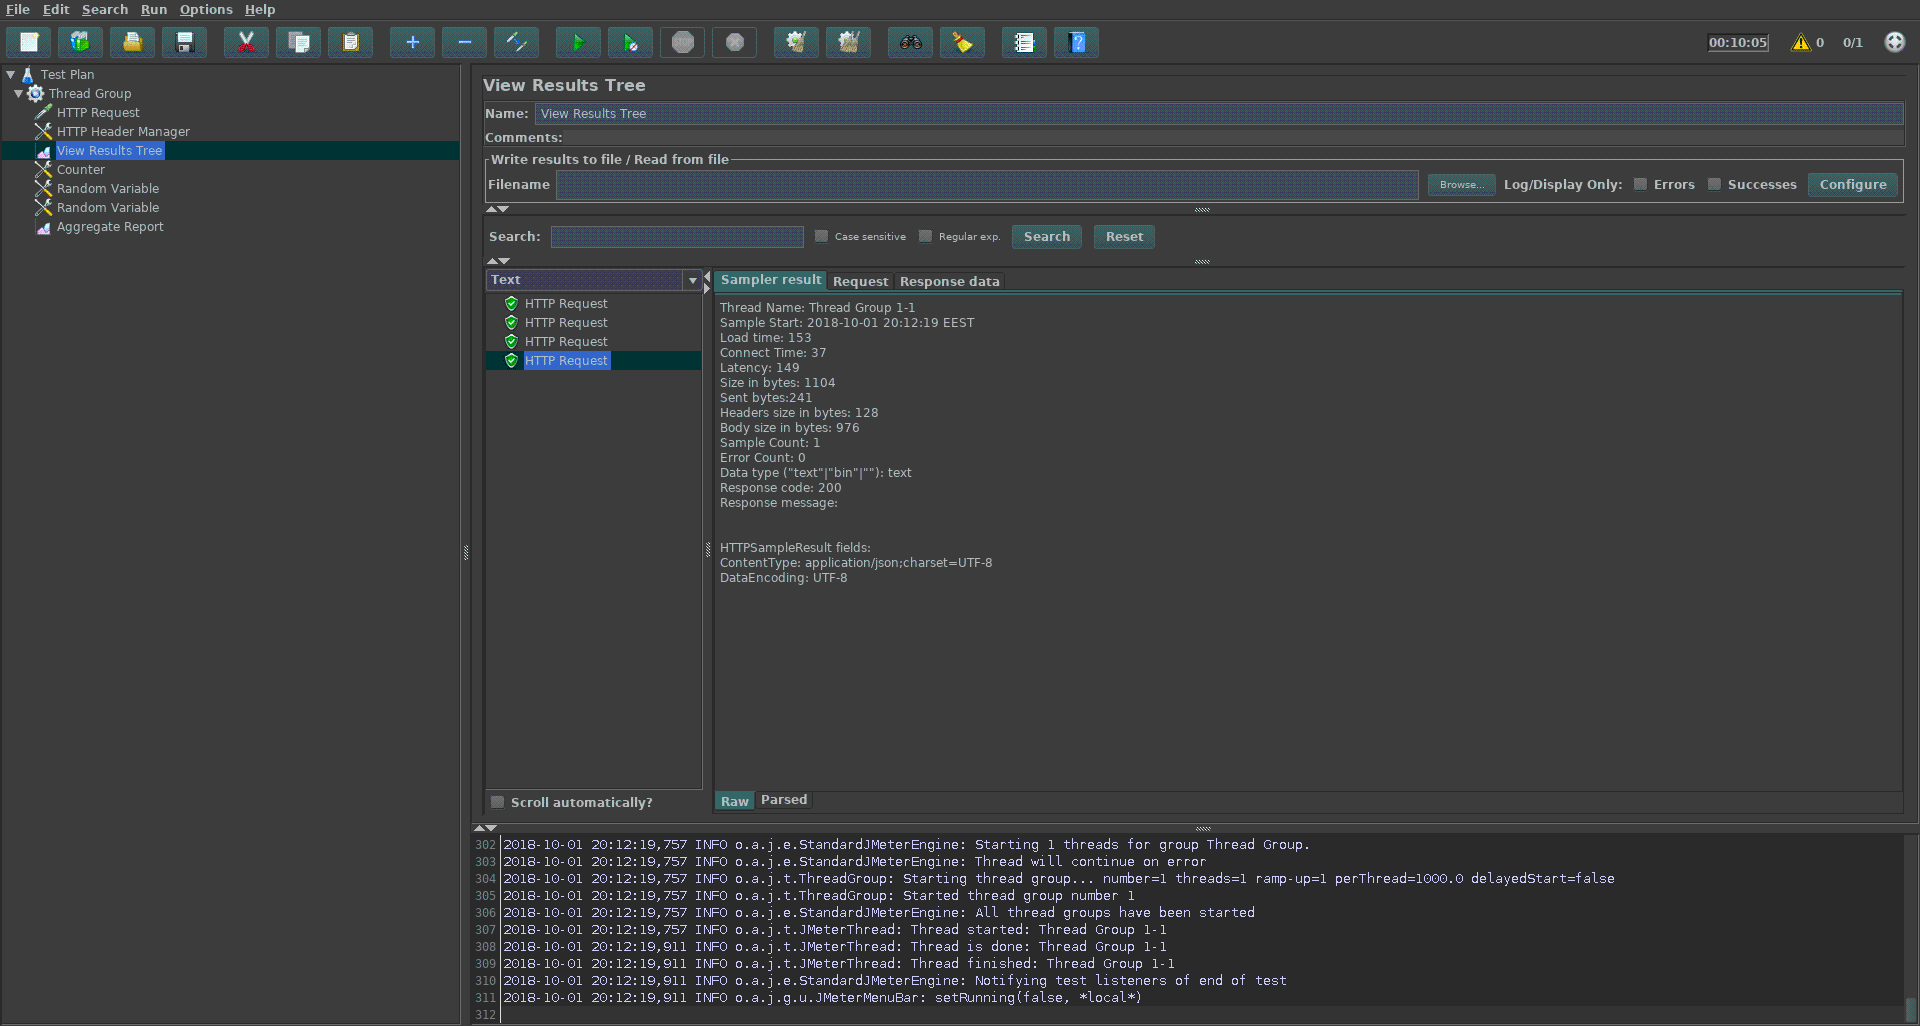 File Edit Search Run Options Help
00:10:05 0 0/1
Test Plan
Thread Group
HTTP Request
HTTP Header Manager
View Results Tree
Counter
Random Variable
Random Variable
Aggregate Report
View Results Tree
Name: View Results Tree
Comments:
Write results to file / Read from file
Filename Browse... Log/Display Only: Errors Successes Configure
Search: Case sensitive Regular exp. Search Reset
Text
HTTP Request
HTTP Request
HTTP Request
HTTP Request
Scroll automatically?
Sampler result Request Response data
Thread Name: Thread Group 1-1
Sample Start: 2018-10-01 20:12:19 EEST
Load time: 153
Connect Time: 37
Latency: 149
Size in bytes: 1104
Sent bytes:241
Headers size in bytes: 128
Body size in bytes: 976
Sample Count: 1
Error Count: 0
Data type ("text"|"bin"|""): text
Response code: 200
Response message:
HTTPSampleResult fields:
ContentType: application/json;charset=UTF-8
DataEncoding: UTF-8
Raw Parsed
302 2018-10-01 20:12:19,757 INFO o.a.j.e.StandardJMeterEngine: Starting 1 threads for group Thread Group.
303 2018-10-01 20:12:19,757 INFO o.a.j.e.StandardJMeterEngine: Thread will continue on error
304 2018-10-01 20:12:19,757 INFO o.a.j.t.ThreadGroup: Starting thread group... number=1 threads=1 ramp-up=1 perThread=1000.0 delayedStart=false
305 2018-10-01 20:12:19,757 INFO o.a.j.t.ThreadGroup: Started thread group number 1
306 2018-10-01 20:12:19,757 INFO o.a.j.e.StandardJMeterEngine: All thread groups have been started
307 2018-10-01 20:12:19,757 INFO o.a.j.t.JMeterThread: Thread started: Thread Group 1-1
308 2018-10-01 20:12:19,911 INFO o.a.j.t.JMeterThread: Thread is done: Thread Group 1-1
309 2018-10-01 20:12:19,911 INFO o.a.j.t.JMeterThread: Thread finished: Thread Group 1-1
310 2018-10-01 20:12:19,911 INFO o.a.j.e.StandardJMeterEngine: Notifying test listeners of end of test
311 2018-10-01 20:12:19,911 INFO o.a.j.g.u.JMeterMenuBar: setRunning(false, *local*)
312